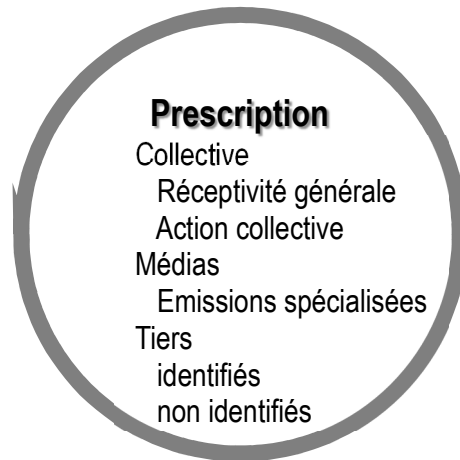 Prescription
Collective
Réceptivité générale
Action collective
Médias
Emissions spécialisées
Tiers
identifiés
non identifiés